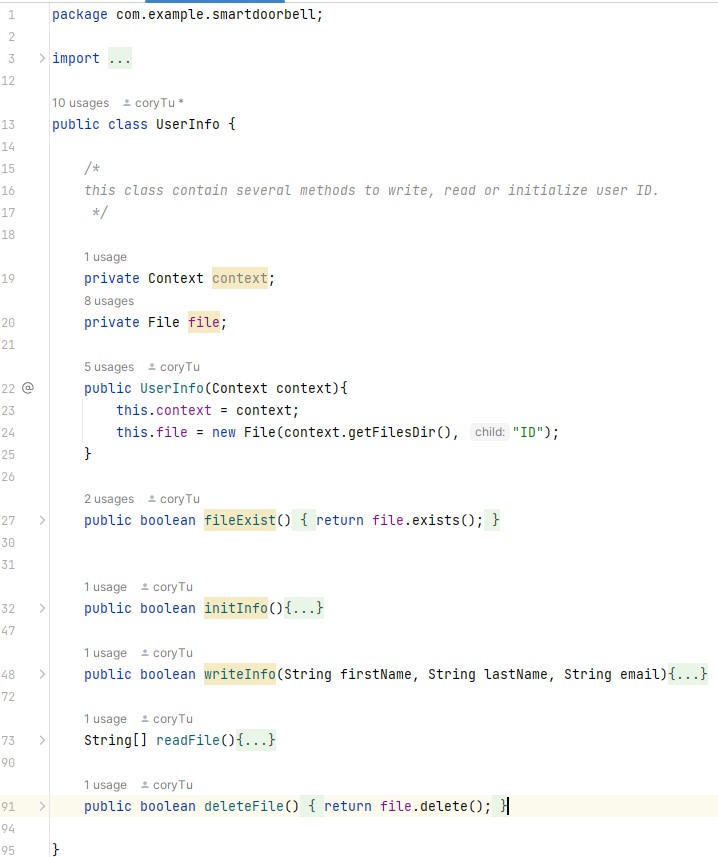 1 package com.example.smartdoorbell;
2
3 import ...
12
10 usages coryTu *
13 public class UserInfo {
14
15 /*
16 this class contain several methods to write, read or initialize user ID.
17 */
18
1 usage
19 private Context context;
8 usages
20 private File file;
21
5 usages coryTu
22 @ public UserInfo(Context context){
23 this.context = context;
24 this.file = new File(context.getFilesDir(), child: "ID");
25 }
26
2 usages coryTu
27 public boolean fileExist() { return file.exists(); }
30
31
1 usage coryTu
32 public boolean initInfo(){...}
47
1 usage coryTu
48 public boolean writeInfo(String firstName, String lastName, String email){...}
72
1 usage coryTu
73 String[] readFile(){...}
90
1 usage coryTu
91 public boolean deleteFile() { return file.delete(); }
94
95 }